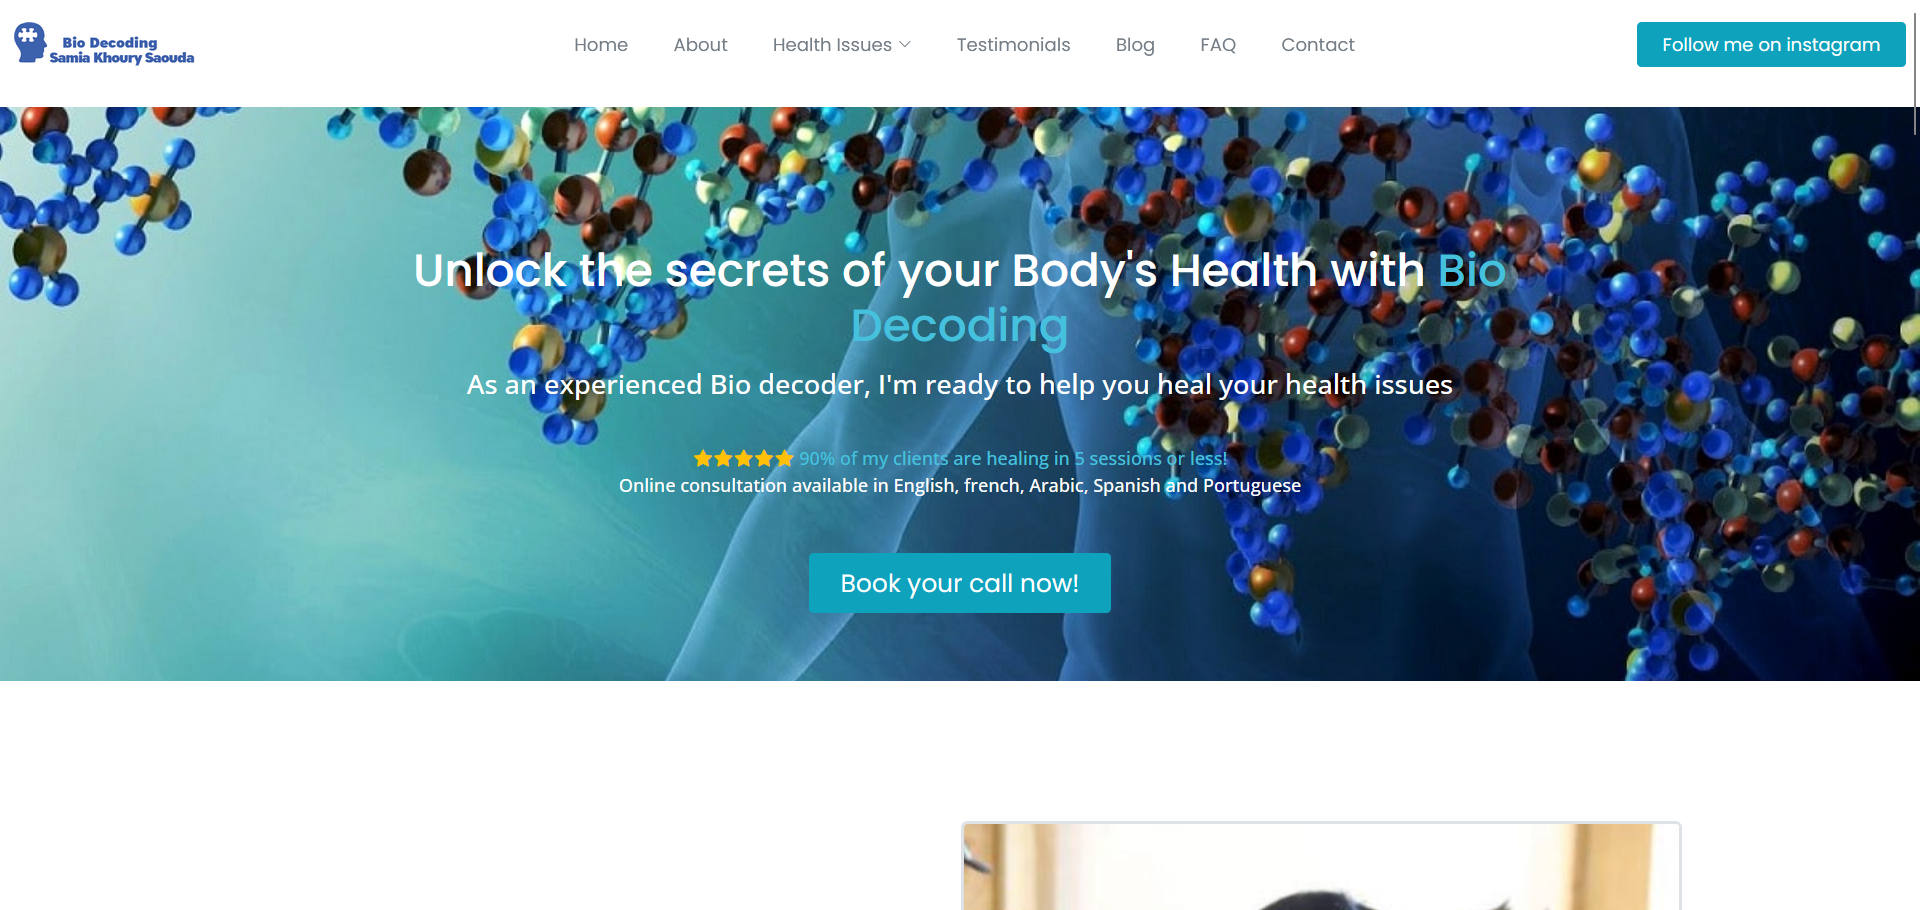 Bio Decoding
Samia Khoury Saouda
Home
About
Health Issues
Testimonials
Blog
FAQ
Contact
Follow me on instagram
Unlock the secrets of your Body's Health with Bio
Decoding
As an experienced Bio decoder, I'm ready to help you heal your health issues
90% of my clients are healing in 5 sessions or less!
Online consultation available in English, french, Arabic, Spanish and Portuguese
Book your call now!